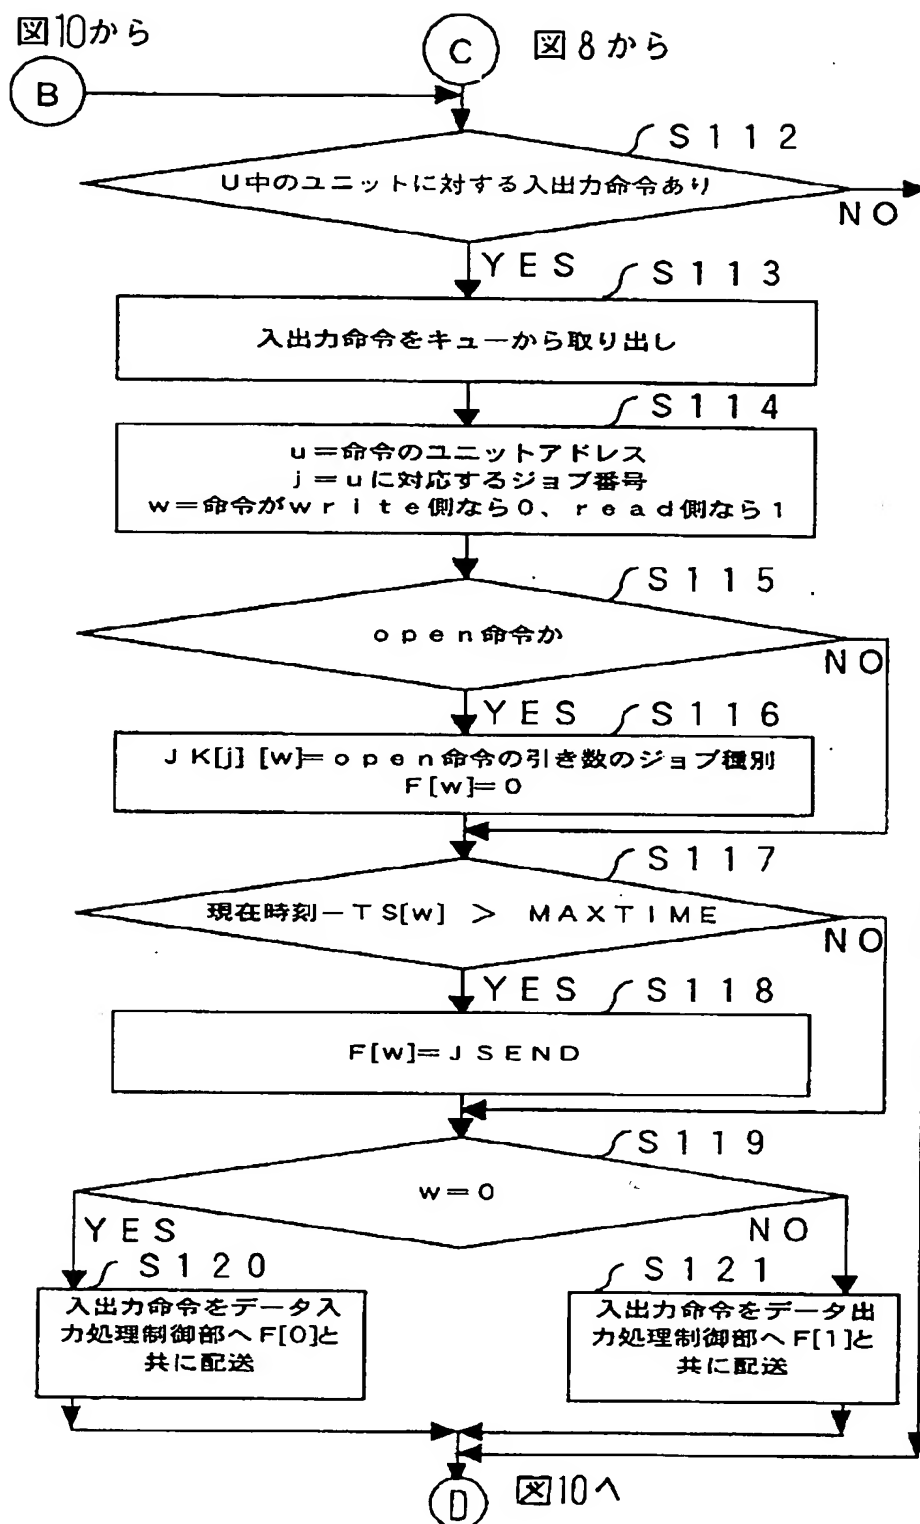 図10から
C
図8から
B
S112
U中のユニットに対する入出力命令あり
NO
YES
S113
入出力命令をキューから取り出し
S114
u=命令のユニットアドレス
j=uに対応するジョブ番号
w=命令がwrite側なら0、read側なら1
S115
open命令か
NO
YES
S116
JK[j][w]=open命令の引き数のジョブ種別
F[w]=0
S117
現在時刻-TS[w] > MAXTIME
NO
YES
S118
F[w]=JSEND
S119
w=0
YES
NO
S120
入出力命令をデータ入
力処理制御部へF[0]と
共に配送
S121
入出力命令をデータ出
力処理制御部へF[1]と
共に配送
D
図10へ